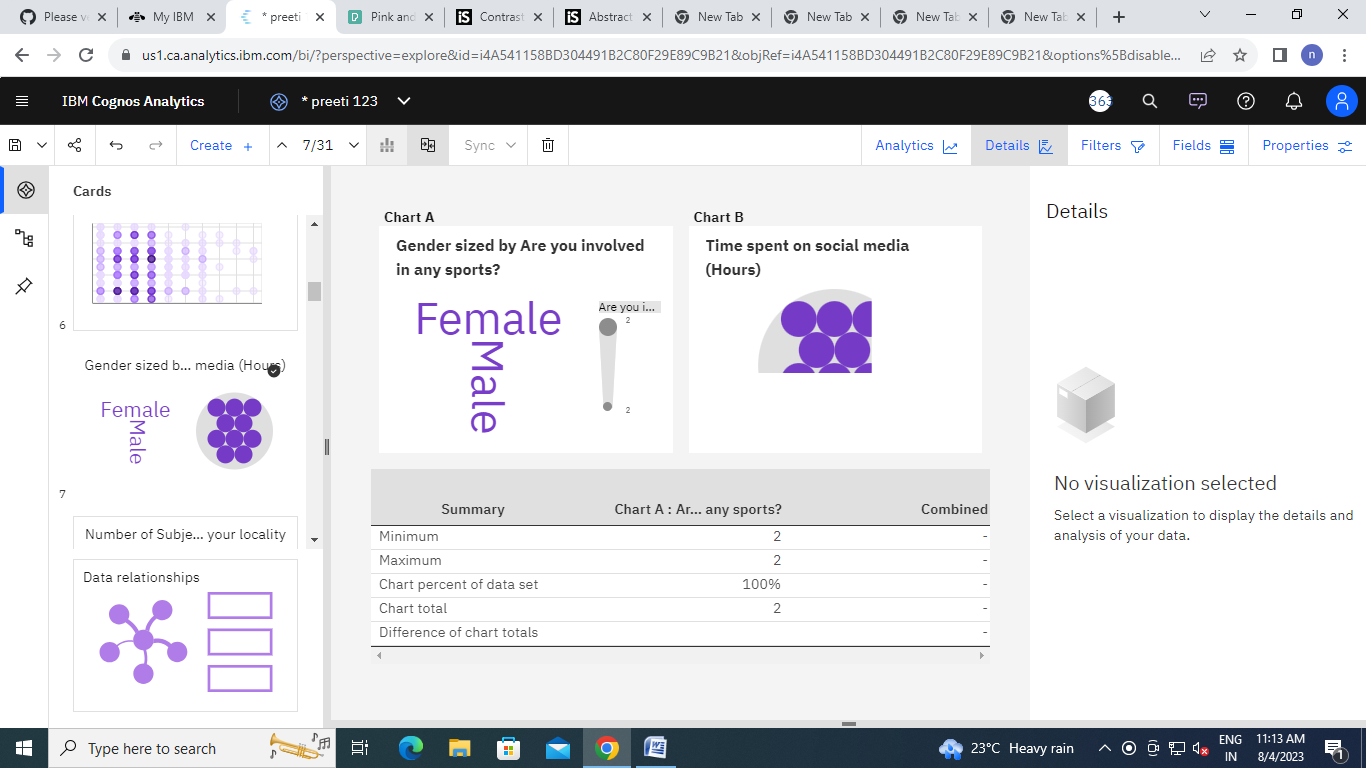 Please ve
My IBM
* preeti
Pink and
Contrast
Abstract
New Tab
New Tab
New Tab
New Tab
us1.ca.analytics.ibm.com/bi/?perspective=explore&id=i4A541158BD304491B2C80F29E89C9B21&objRef=i4A541158BD304491B2C80F29E89C9B21&options%5Bdisable...
n
IBM Cognos Analytics
* preeti 123
363
Create +
7/31
Sync
Analytics
Details
Filters
Fields
Properties
Cards
6
Gender sized b... media (Hours)
Female
Male
7
Number of Subje... your locality
Data relationships
Chart A
Gender sized by Are you involved
in any sports?
Female
Male
Are you i...
2
2
Chart B
Time spent on social media
(Hours)
Summary Chart A : Ar... any sports? Combined
Minimum 2 -
Maximum 2 -
Chart percent of data set 100% -
Chart total 2 -
Difference of chart totals -
Details
No visualization selected
Select a visualization to display the details and
analysis of your data.
Type here to search
23°C Heavy rain
ENG
IN
11:13 AM
8/4/2023
1